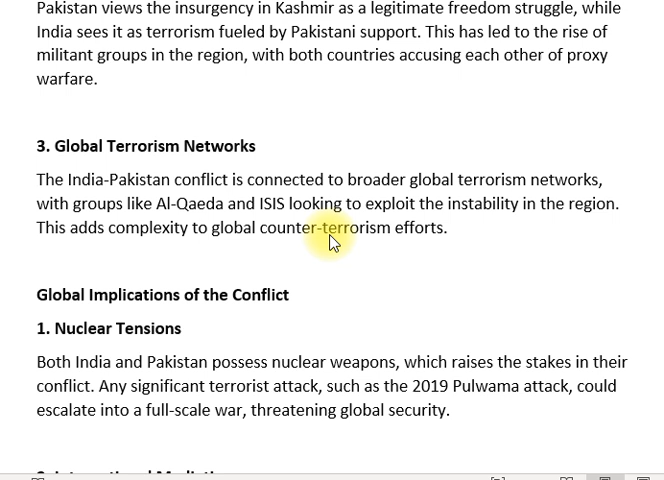 Pakistan views the insurgency in Kashmir as a legitimate freedom struggle, while
India sees it as terrorism fueled by Pakistani support. This has led to the rise of
militant groups in the region, with both countries accusing each other of proxy
warfare.
3. Global Terrorism Networks
The India-Pakistan conflict is connected to broader global terrorism networks,
with groups like Al-Qaeda and ISIS looking to exploit the instability in the region.
This adds complexity to global counter-terrorism efforts.
Global Implications of the Conflict
1. Nuclear Tensions
Both India and Pakistan possess nuclear weapons, which raises the stakes in their
conflict. Any significant terrorist attack, such as the 2019 Pulwama attack, could
escalate into a full-scale war, threatening global security.